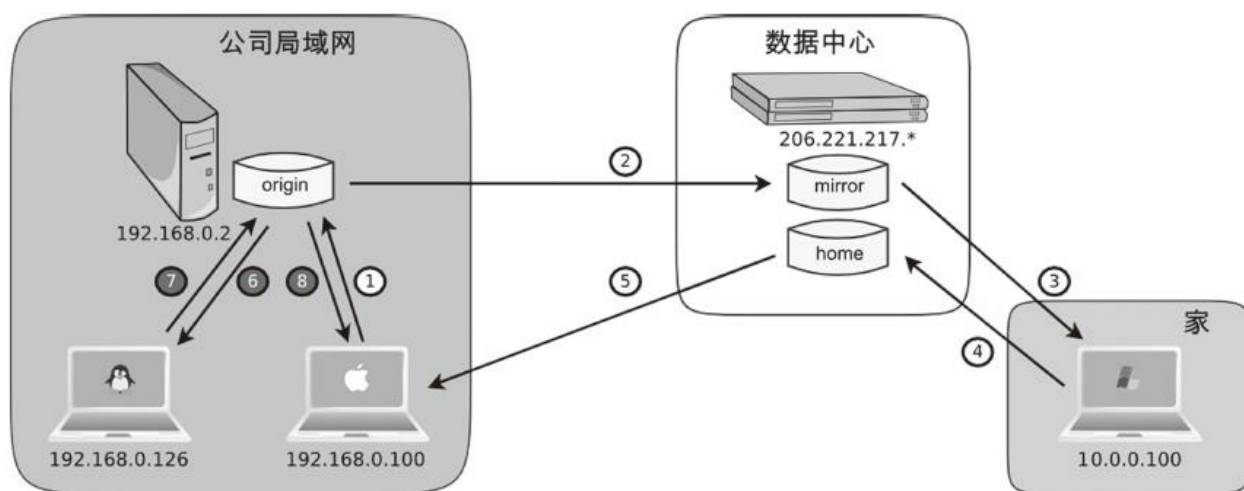 公司局域网
数据中心
206.221.217.*
②
origin
mirror
192.168.0.2
home
⑦
⑥
⑧
①
⑤
③
家
④
192.168.0.126
192.168.0.100
10.0.0.100